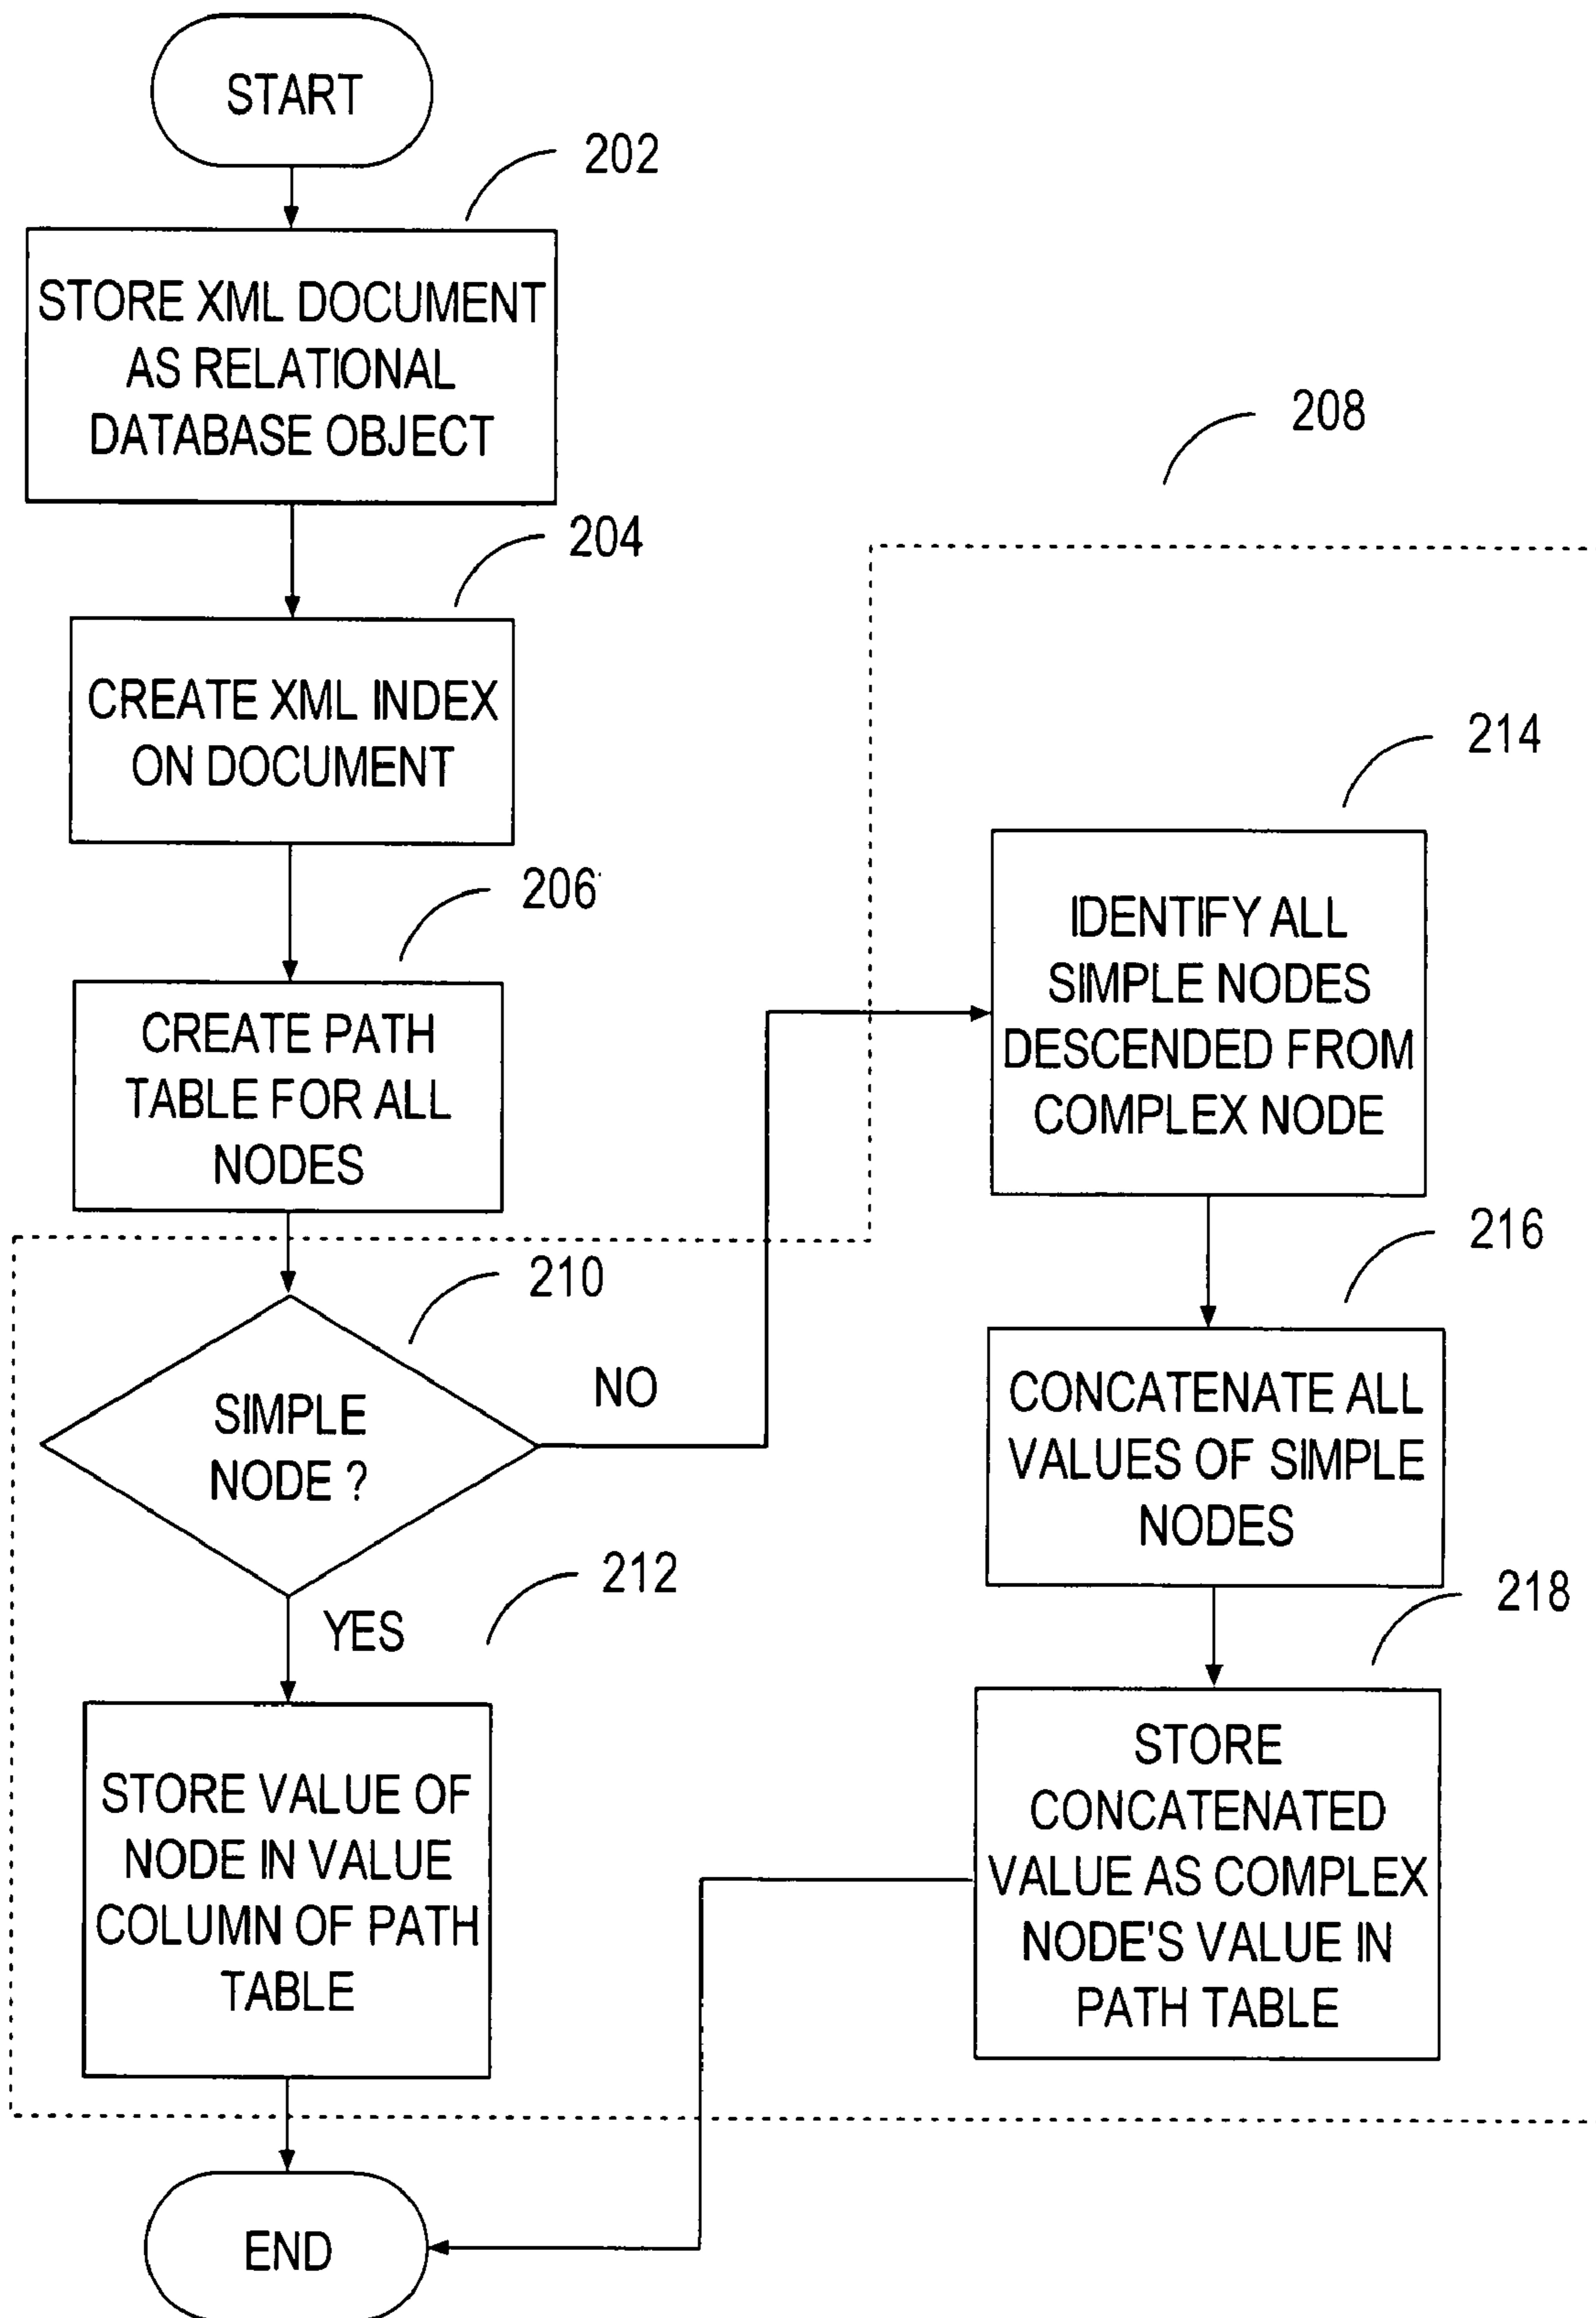 START
202
STORE XML DOCUMENT
AS RELATIONAL
DATABASE OBJECT
208
204
CREATE XML INDEX
ON DOCUMENT
214
206
IDENTIFY ALL
SIMPLE NODES
DESCENDED FROM
COMPLEX NODE
CREATE PATH
TABLE FOR ALL
NODES
216
210
SIMPLE
NODE ?
NO
CONCATENATE ALL
VALUES OF SIMPLE
NODES
212
YES
218
STORE VALUE OF
NODE IN VALUE
COLUMN OF PATH
TABLE
STORE
CONCATENATED
VALUE AS COMPLEX
NODE'S VALUE IN
PATH TABLE
END